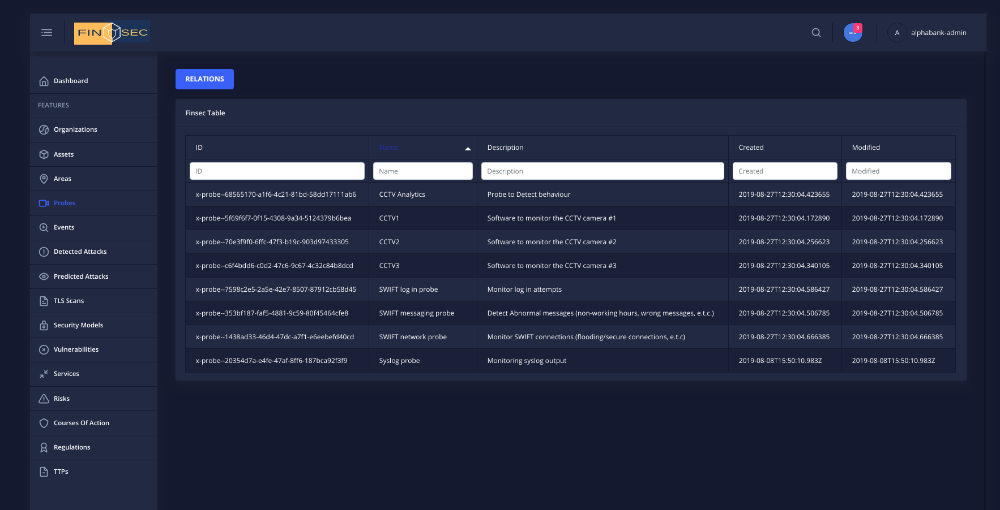 FINSEC
3
A alphabank-admin
Dashboard
FEATURES
Organizations
Assets
Areas
Probes
Events
Detected Attacks
Predicted Attacks
TLS Scans
Security Models
Vulnerabilities
Services
Risks
Courses Of Action
Regulations
TTPs
RELATIONS
Finsec Table
ID Name Description Created Modified
ID Name Description Created Modified
x-probe--68565170-a1f6-4c21-81bd-58dd17111ab6 CCTV Analytics Probe to Detect behaviour 2019-08-27T12:30:04.423655 2019-08-27T12:30:04.423655
x-probe--5f69f6f7-0f15-4308-9a34-5124379b6bea CCTV1 Software to monitor the CCTV camera #1 2019-08-27T12:30:04.172890 2019-08-27T12:30:04.172890
x-probe--70e3f9f0-6ffc-47f3-b19c-903d97433305 CCTV2 Software to monitor the CCTV camera #2 2019-08-27T12:30:04.256623 2019-08-27T12:30:04.256623
x-probe--c6f4bdd6-c0d2-47c6-9c67-4c32c84b8dcd CCTV3 Software to monitor the CCTV camera #3 2019-08-27T12:30:04.340105 2019-08-27T12:30:04.340105
x-probe--7598c2e5-2a5e-42e7-8507-87912cb58d45 SWIFT log in probe Monitor log in attempts 2019-08-27T12:30:04.586427 2019-08-27T12:30:04.586427
x-probe--353bf187-faf5-4881-9c59-80f45464cfe8 SWIFT messaging probe Detect Abnormal messages (non-working hours, wrong messages, e.t.c.) 2019-08-27T12:30:04.506785 2019-08-27T12:30:04.506785
x-probe--1438ad33-46d4-47dc-a7f1-e6eebefd40cd SWIFT network probe Monitor SWIFT connections (flooding/secure connections, e.t.c) 2019-08-27T12:30:04.666385 2019-08-27T12:30:04.666385
x-probe--20354d7a-e4fe-47af-8ff6-187bca92f3f9 Syslog probe Monitoring syslog output 2019-08-08T15:50:10.983Z 2019-08-08T15:50:10.983Z